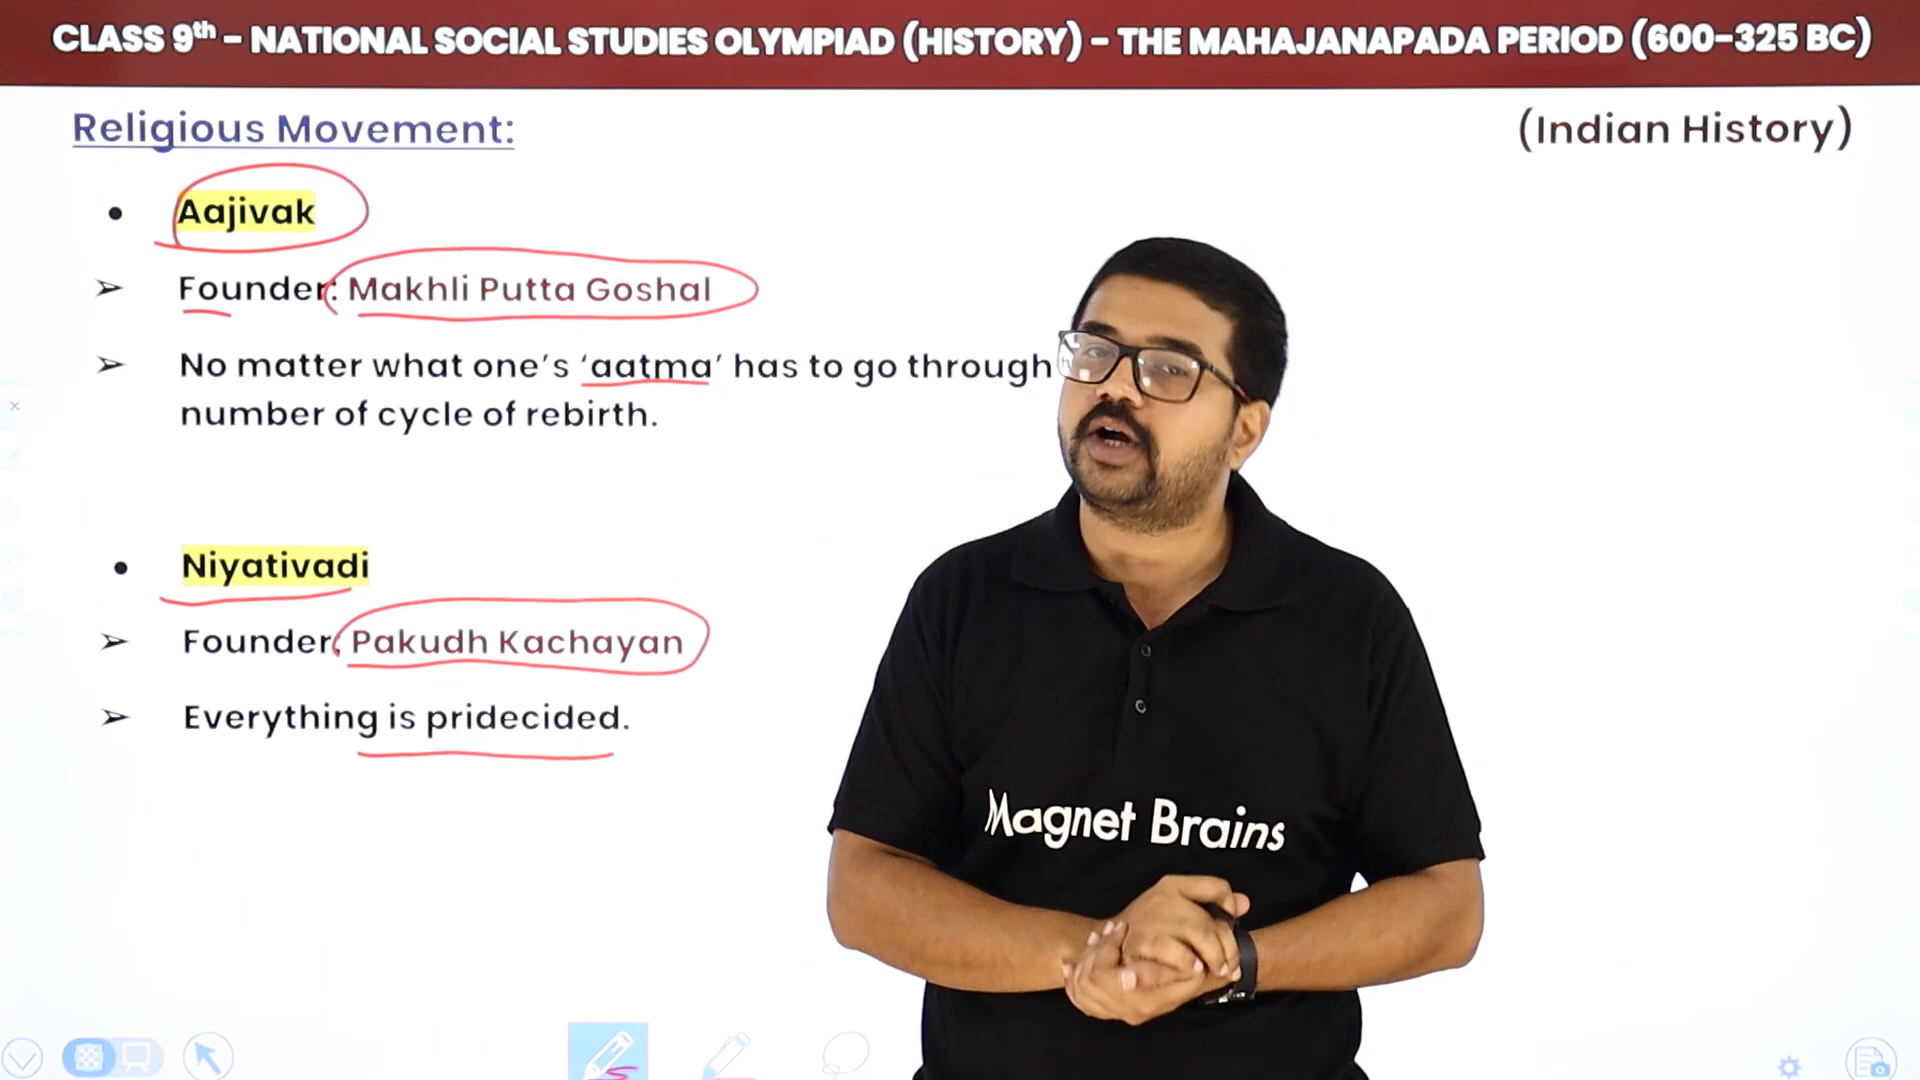 CLASS 9th - NATIONAL SOCIAL STUDIES OLYMPIAD (HISTORY) - THE MAHAJANAPADA PERIOD (600-325 BC)
Religious Movement:
(Indian History)
• Aajivak
➢ Founder: Makhli Putta Goshal
➢ No matter what one's 'aatma' has to go through
number of cycle of rebirth.
• Niyativadi
➢ Founder: Pakudh Kachayan
➢ Everything is pridecided.
Magnet Brains